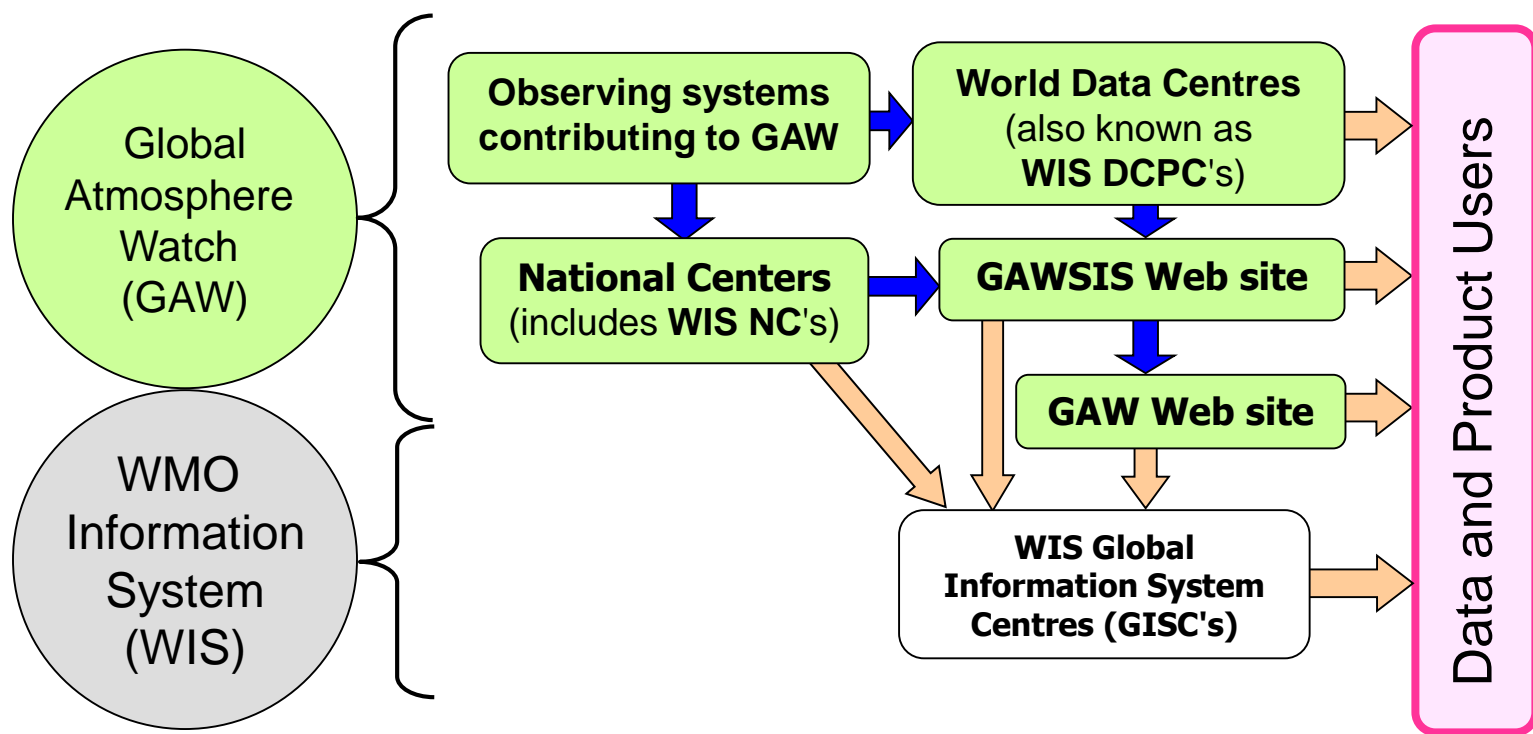 Global
Atmosphere
Watch
(GAW)
WMO
Information
System
(WIS)
Observing systems
contributing to GAW
World Data Centres
(also known as
WIS DCPC's)
National Centers
(includes WIS NC's)
GAWSIS Web site
GAW Web site
WIS Global
Information System
Centres (GISC's)
Data and Product Users